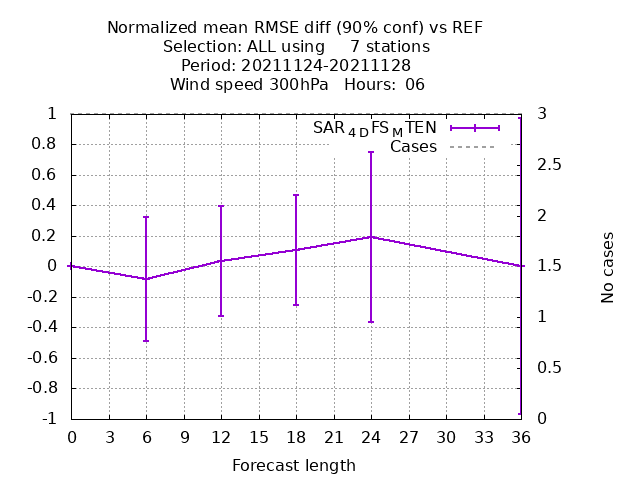 Normalized mean RMSE diff (90% conf) vs REF
Selection: ALL using     7 stations
Period: 20211124-20211128
Wind speed 300hPa   Hours:  06
SAR4DFSMTEN
Cases
1
0.8
0.6
0.4
0.2
0
-0.2
-0.4
-0.6
-0.8
-1
3
2.5
2
1.5
1
0.5
0
No cases
0 3 6 9 12 15 18 21 24 27 30 33 36
Forecast length